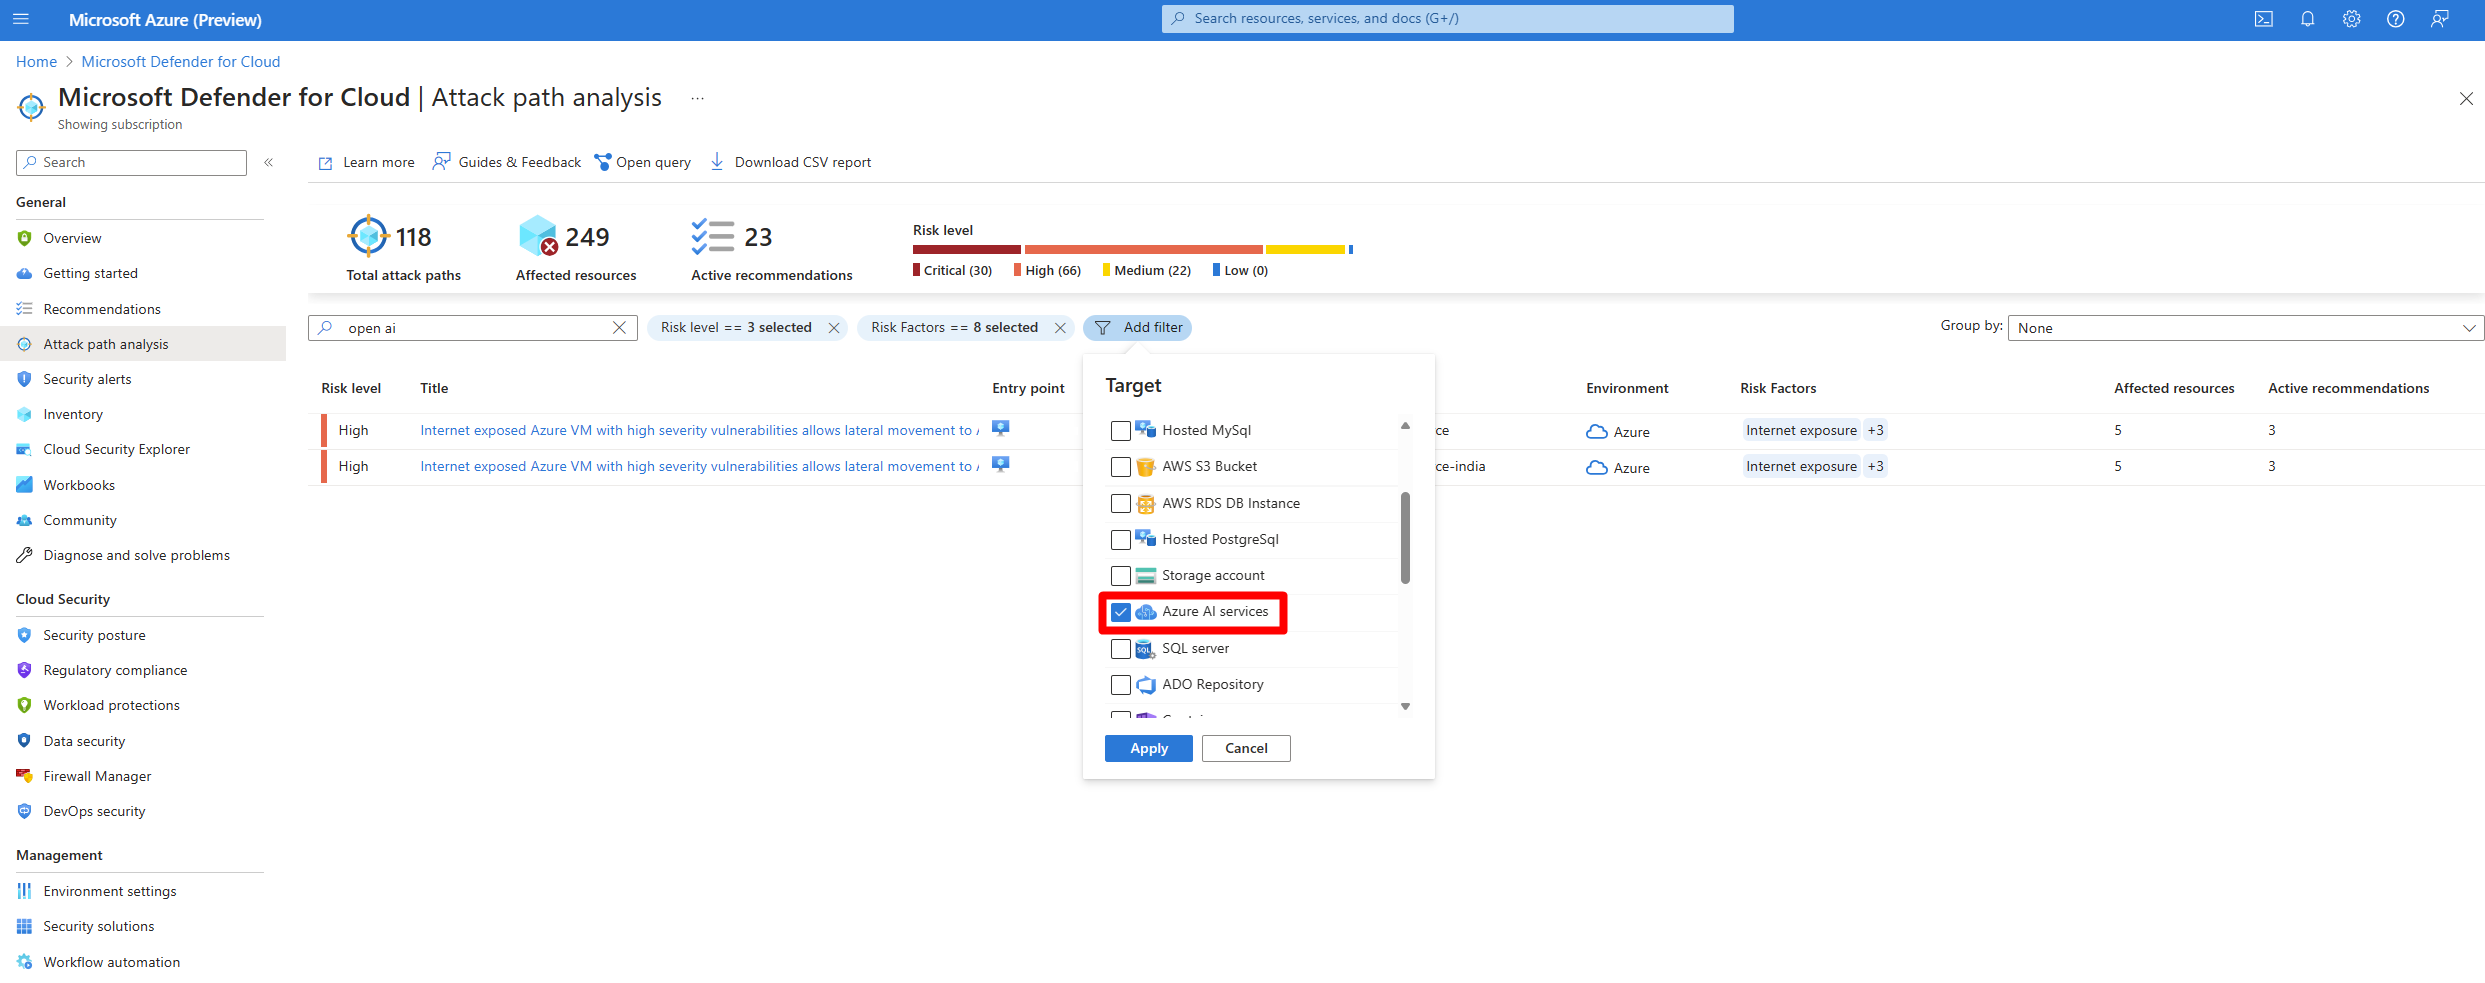 Microsoft Azure (Preview)
Search resources, services, and docs (G+/)
Home > Microsoft Defender for Cloud
Microsoft Defender for Cloud | Attack path analysis ...
Showing subscription
Search
«
Learn more
Guides & Feedback
Open query
Download CSV report
General
Overview
Getting started
Recommendations
Attack path analysis
Security alerts
Inventory
Cloud Security Explorer
Workbooks
Community
Diagnose and solve problems
Cloud Security
Security posture
Regulatory compliance
Workload protections
Data security
Firewall Manager
DevOps security
Management
Environment settings
Security solutions
Workflow automation
118
Total attack paths
249
Affected resources
23
Active recommendations
Risk level
Critical (30) High (66) Medium (22) Low (0)
open ai
Risk level == 3 selected
Risk Factors == 8 selected
Add filter
Group by: None
Risk level Title Entry point Environment Risk Factors Affected resources Active recommendations
High Internet exposed Azure VM with high severity vulnerabilities allows lateral movement to ce Azure Internet exposure +3 5 3
High Internet exposed Azure VM with high severity vulnerabilities allows lateral movement to ce-india Azure Internet exposure +3 5 3
Target
Hosted MySql
AWS S3 Bucket
AWS RDS DB Instance
Hosted PostgreSql
Storage account
Azure AI services
SQL server
ADO Repository
Apply Cancel